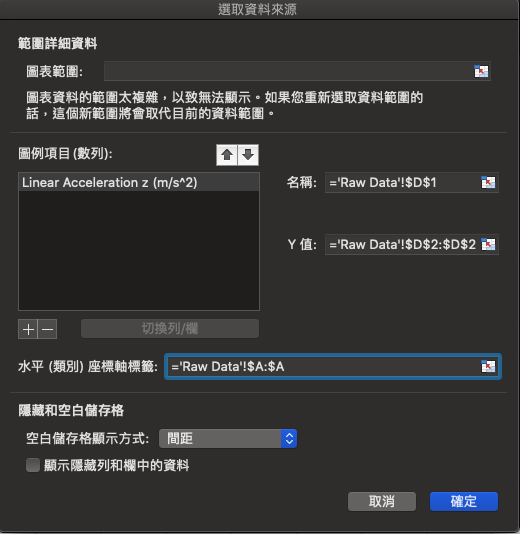 選取資料來源
範圍詳細資料
圖表範圍:
圖表資料的範圍太複雜，以致無法顯示。如果您重新選取資料範圍的
話，這個新範圍將會取代目前的資料範圍。
圖例項目 (數列):
Linear Acceleration z (m/s^2)
名稱: ='Raw Data'!$D$1
Y 值: ='Raw Data'!$D$2:$D$2
切換列/欄
水平 (類別) 座標軸標籤: ='Raw Data'!$A:$A
隱藏和空白儲存格
空白儲存格顯示方式: 間距
顯示隱藏列和欄中的資料
取消 確定